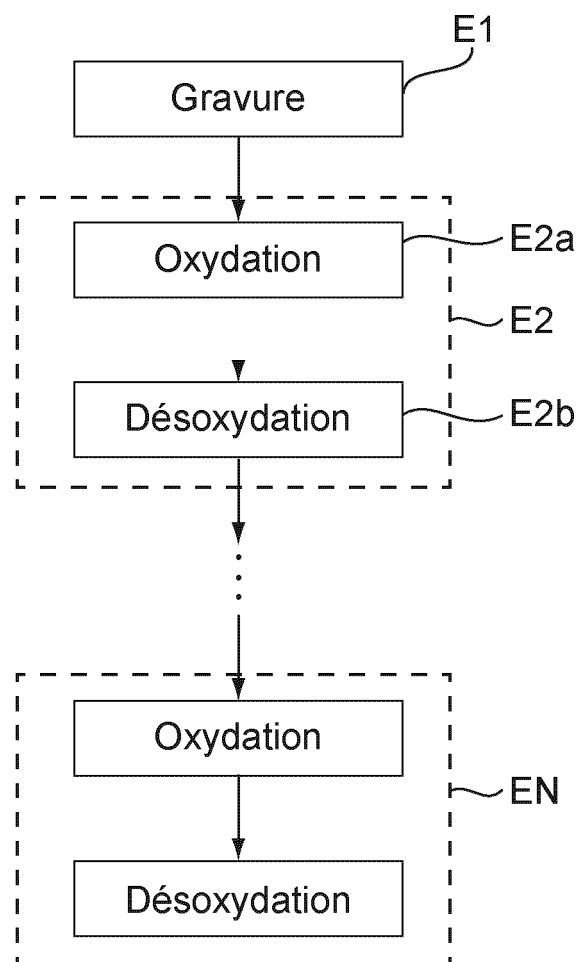 E1
Gravure
Oxydation
E2a
E2
Désoxydation
E2b
Oxydation
EN
Désoxydation